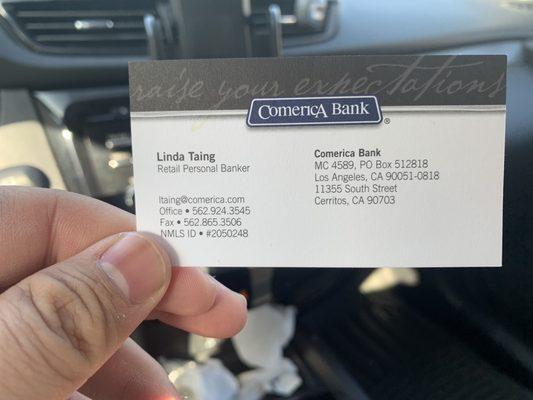 raise your expectations
COMERICA BANK ®
Linda Taing
Retail Personal Banker
ltaing@comerica.com
Office • 562.924.3545
Fax • 562.865.3506
NMLS ID • #2050248
Comerica Bank
MC 4589, PO Box 512818
Los Angeles, CA 90051-0818
11355 South Street
Cerritos, CA 90703